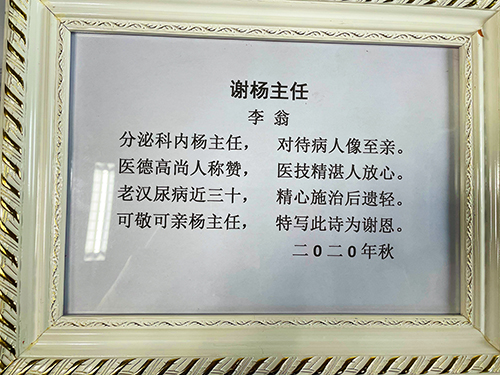 谢杨主任
李 翁
分泌科内杨主任， 对待病人像至亲。
医德高尚人称赞， 医技精湛人放心。
老汉尿病近三十， 精心施治后遗轻。
可敬可亲杨主任， 特写此诗为谢恩。
二0二0年秋